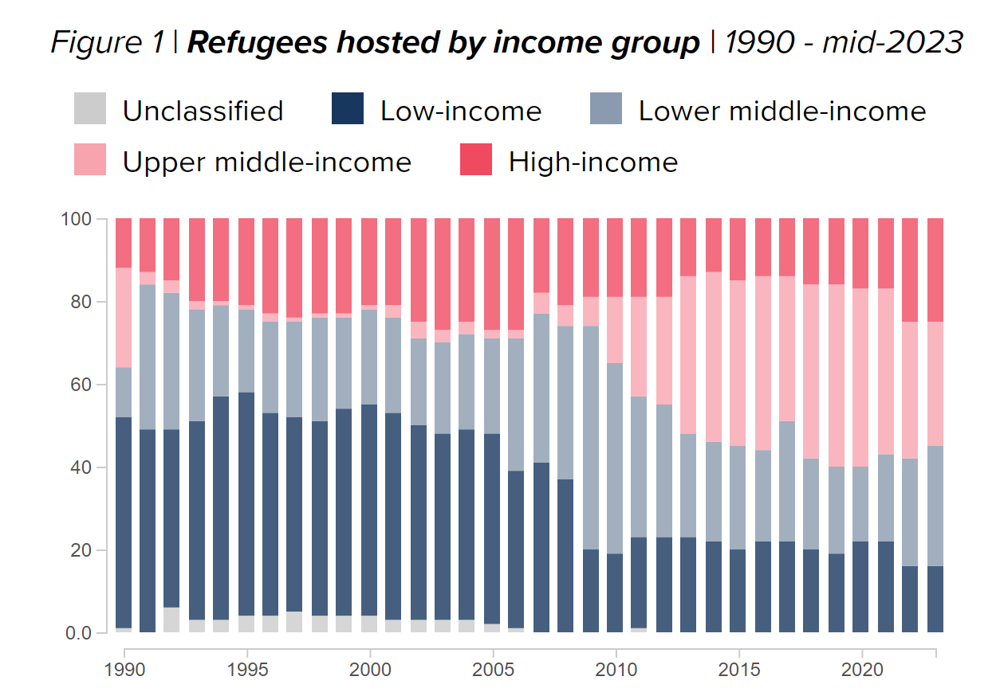 Figure 1 | Refugees hosted by income group | 1990 - mid-2023
Unclassified Low-income Lower middle-income
Upper middle-income High-income
100
80
60
40
20
0.0
1990 1995 2000 2005 2010 2015 2020